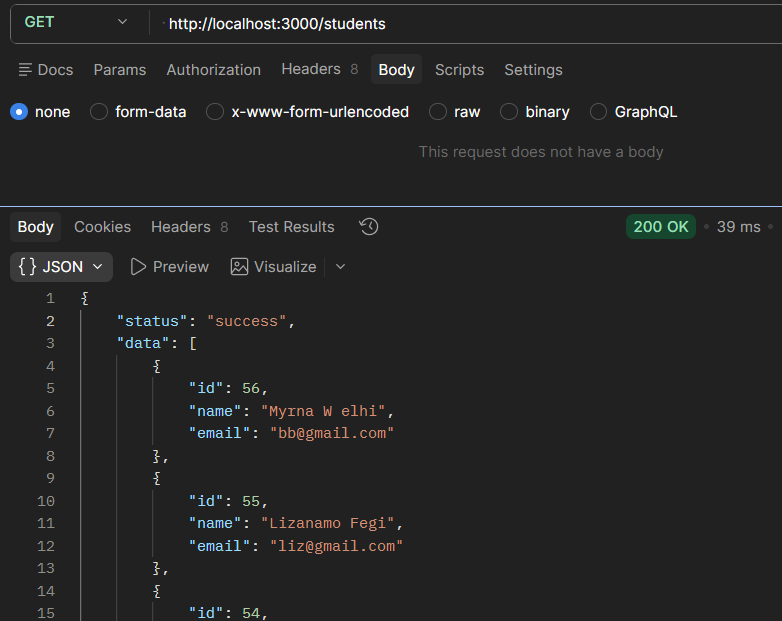 GET http://localhost:3000/students
Docs Params Authorization Headers 8 Body Scripts Settings
none form-data x-www-form-urlencoded raw binary GraphQL
This request does not have a body
Body Cookies Headers 8 Test Results 200 OK • 39 ms •
{} JSON Preview Visualize
1 {
2 "status": "success",
3 "data": [
4 {
5 "id": 56,
6 "name": "Myrna W elhi",
7 "email": "bb@gmail.com"
8 },
9 {
10 "id": 55,
11 "name": "Lizanamo Fegi",
12 "email": "liz@gmail.com"
13 },
14 {
15 "id": 54,